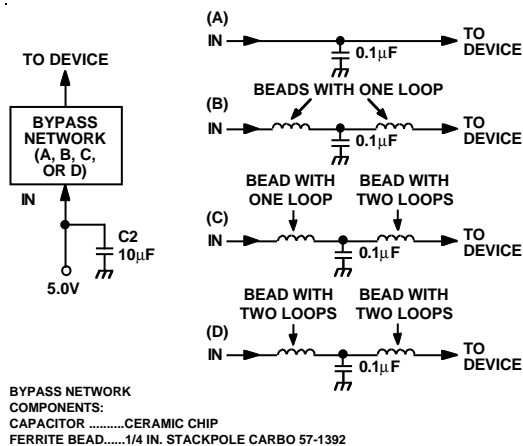 TO DEVICE
BYPASS
NETWORK
(A, B, C,
OR D)
IN
C2
10µF
5.0V
(A)
IN
0.1µF
TO
DEVICE
BEADS WITH ONE LOOP
(B)
IN
0.1µF
TO
DEVICE
BEAD WITH
ONE LOOP
BEAD WITH
TWO LOOPS
(C)
IN
0.1µF
TO
DEVICE
BEAD WITH
TWO LOOPS
BEAD WITH
TWO LOOPS
(D)
IN
0.1µF
TO
DEVICE
BYPASS NETWORK
COMPONENTS:
CAPACITOR ..........CERAMIC CHIP
FERRITE BEAD......1/4 IN. STACKPOLE CARBO 57-1392